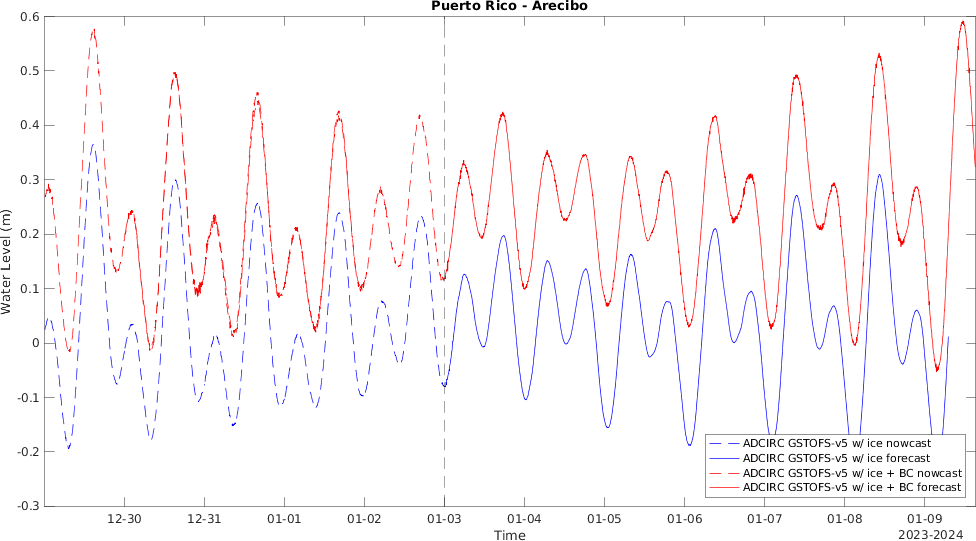 Puerto Rico - Arecibo
0.6
0.5
0.4
0.3
0.2
0.1
0
-0.1
-0.2
-0.3
Water Level (m)
ADCIRC GSTOFS-v5 w/ ice nowcast
ADCIRC GSTOFS-v5 w/ ice forecast
ADCIRC GSTOFS-v5 w/ ice + BC nowcast
ADCIRC GSTOFS-v5 w/ ice + BC forecast
12-30 12-31 01-01 01-02 01-03 01-04 01-05 01-06 01-07 01-08 01-09
Time
2023-2024